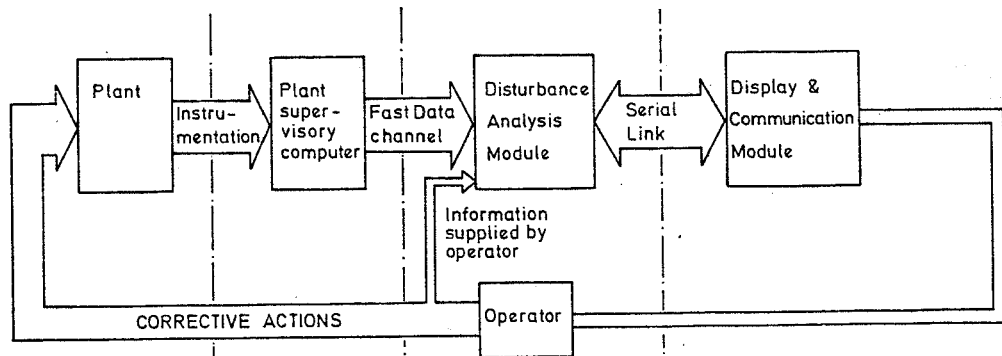 Plant
Instru-
mentation
Plant
super-
visory
computer
Fast Data
channel
Disturbance
Analysis
Module
Serial
Link
Display &
Communication
Module
Information
supplied by
operator
CORRECTIVE ACTIONS
Operator